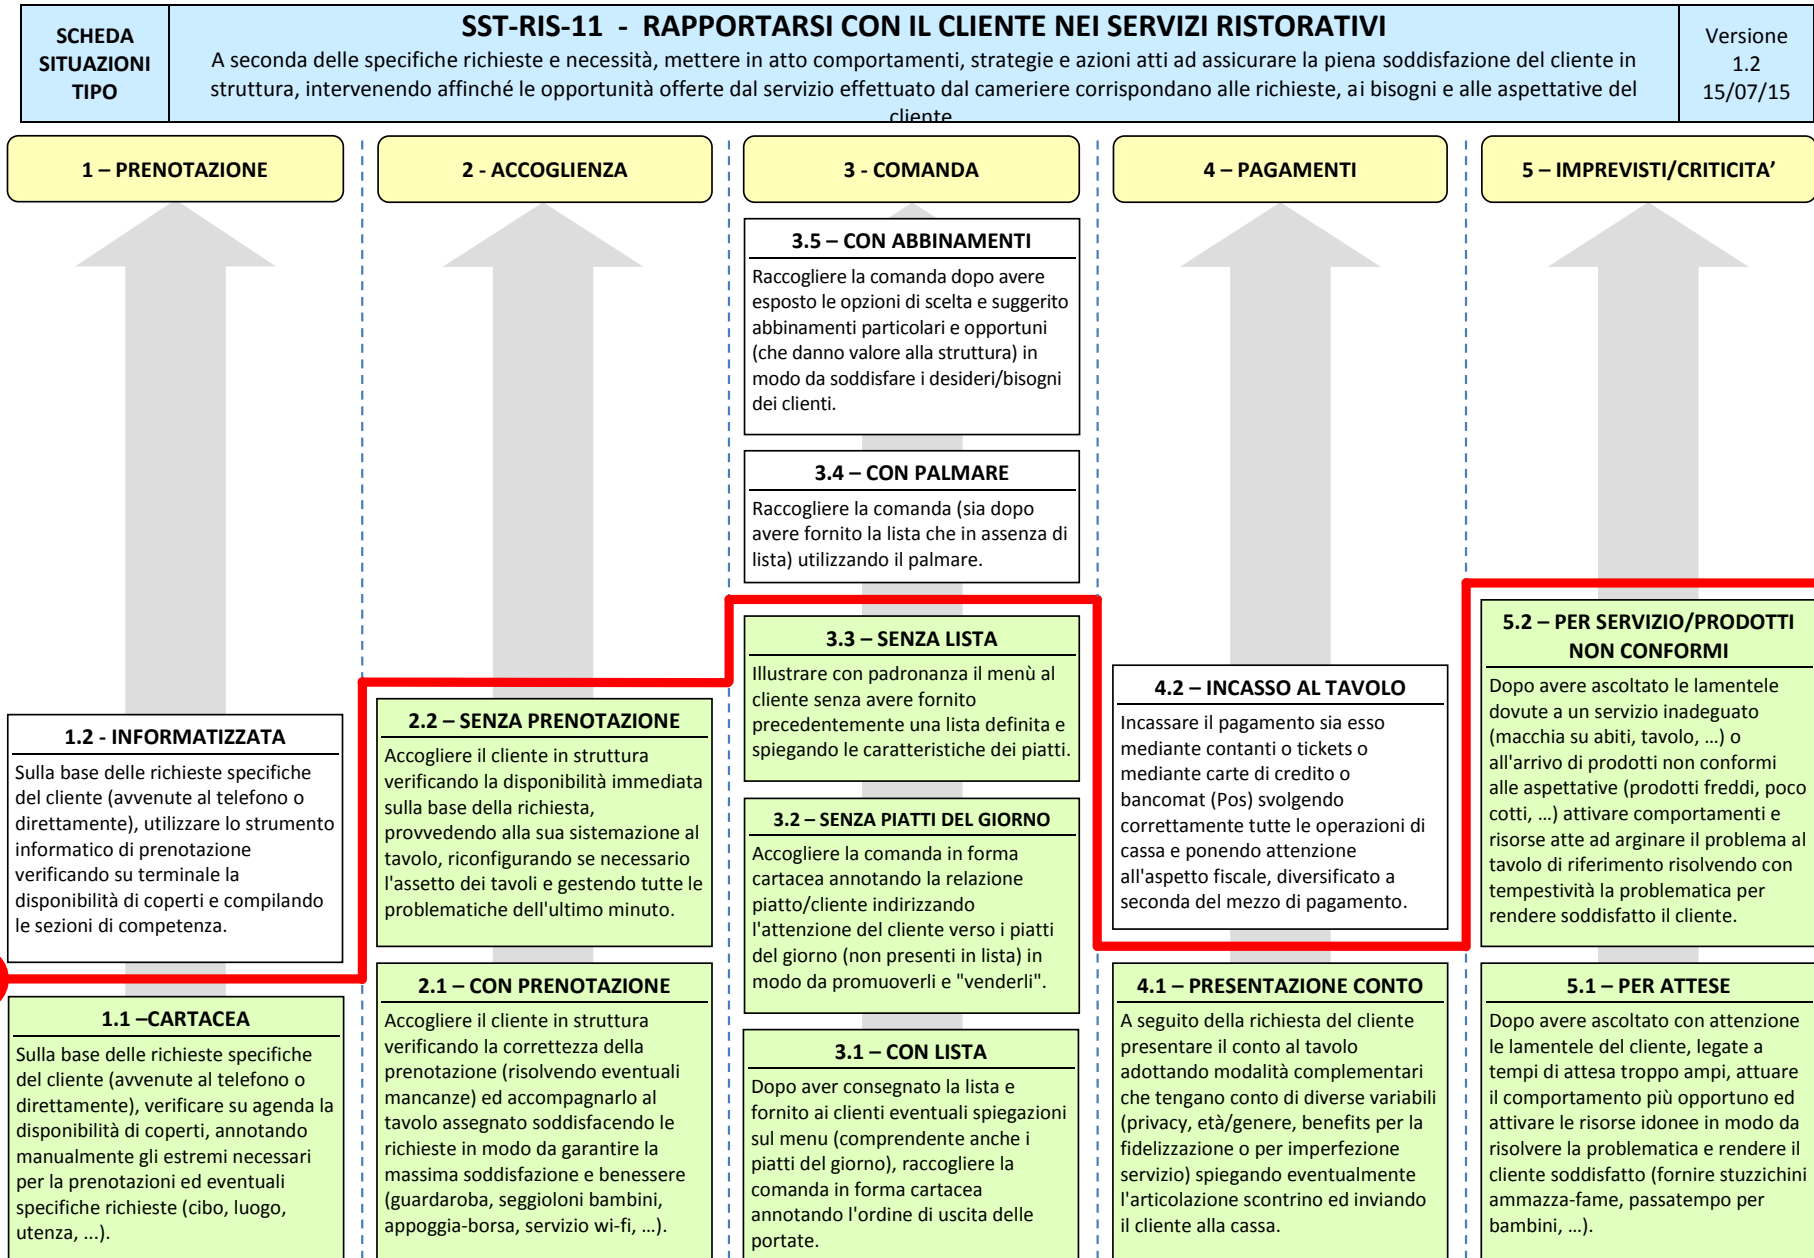 SCHEDA
SITUAZIONI
TIPO
SST-RIS-11 - RAPPORTARSI CON IL CLIENTE NEI SERVIZI RISTORATIVI
A seconda delle specifiche richieste e necessità, mettere in atto comportamenti, strategie e azioni atti ad assicurare la piena soddisfazione del cliente in
struttura, intervenendo affinché le opportunità offerte dal servizio effettuato dal cameriere corrispondano alle richieste, ai bisogni e alle aspettative del
cliente
Versione
1.2
15/07/15
1 – PRENOTAZIONE
2 - ACCOGLIENZA
3 - COMANDA
4 – PAGAMENTI
5 – IMPREVISTI/CRITICITA’
1.2 - INFORMATIZZATA
Sulla base delle richieste specifiche
del cliente (avvenute al telefono o
direttamente), utilizzare lo strumento
informatico di prenotazione
verificando su terminale la
disponibilità di coperti e compilando
le sezioni di competenza.
1.1 –CARTACEA
Sulla base delle richieste specifiche
del cliente (avvenute al telefono o
direttamente), verificare su agenda la
disponibilità di coperti, annotando
manualmente gli estremi necessari
per la prenotazioni ed eventuali
specifiche richieste (cibo, luogo,
utenza, ...).
2.2 – SENZA PRENOTAZIONE
Accogliere il cliente in struttura
verificando la disponibilità immediata
sulla base della richiesta,
provvedendo alla sua sistemazione al
tavolo, riconfigurando se necessario
l'assetto dei tavoli e gestendo tutte le
problematiche dell'ultimo minuto.
2.1 – CON PRENOTAZIONE
Accogliere il cliente in struttura
verificando la correttezza della
prenotazione (risolvendo eventuali
mancanze) ed accompagnarlo al
tavolo assegnato soddisfacendo le
richieste in modo da garantire la
massima soddisfazione e benessere
(guardaroba, seggioloni bambini,
appoggia-borsa, servizio wi-fi, …).
3.5 – CON ABBINAMENTI
Raccogliere la comanda dopo avere
esposto le opzioni di scelta e suggerito
abbinamenti particolari e opportuni
(che danno valore alla struttura) in
modo da soddisfare i desideri/bisogni
dei clienti.
3.4 – CON PALMARE
Raccogliere la comanda (sia dopo
avere fornito la lista che in assenza di
lista) utilizzando il palmare.
3.3 – SENZA LISTA
Illustrare con padronanza il menù al
cliente senza avere fornito
precedentemente una lista definita e
spiegando le caratteristiche dei piatti.
3.2 – SENZA PIATTI DEL GIORNO
Accogliere la comanda in forma
cartacea annotando la relazione
piatto/cliente indirizzando
l'attenzione del cliente verso i piatti
del giorno (non presenti in lista) in
modo da promuoverli e "venderli".
3.1 – CON LISTA
Dopo aver consegnato la lista e
fornito ai clienti eventuali spiegazioni
sul menu (comprendente anche i
piatti del giorno), raccogliere la
comanda in forma cartacea
annotando l'ordine di uscita delle
portate.
4.2 – INCASSO AL TAVOLO
Incassare il pagamento sia esso
mediante contanti o tickets o
mediante carte di credito o
bancomat (Pos) svolgendo
correttamente tutte le operazioni di
cassa e ponendo attenzione
all'aspetto fiscale, diversificato a
seconda del mezzo di pagamento.
4.1 – PRESENTAZIONE CONTO
A seguito della richiesta del cliente
presentare il conto al tavolo
adottando modalità complementari
che tengano conto di diverse variabili
(privacy, età/genere, benefits per la
fidelizzazione o per imperfezione
servizio) spiegando eventualmente
l'articolazione scontrino ed inviando
il cliente alla cassa.
5.2 – PER SERVIZIO/PRODOTTI
NON CONFORMI
Dopo avere ascoltato le lamentele
dovute a un servizio inadeguato
(macchia su abiti, tavolo, …) o
all'arrivo di prodotti non conformi
alle aspettative (prodotti freddi, poco
cotti, …) attivare comportamenti e
risorse atte ad arginare il problema al
tavolo di riferimento risolvendo con
tempestività la problematica per
rendere soddisfatto il cliente.
5.1 – PER ATTESE
Dopo avere ascoltato con attenzione
le lamentele del cliente, legate a
tempi di attesa troppo ampi, attuare
il comportamento più opportuno ed
attivare le risorse idonee in modo da
risolvere la problematica e rendere il
cliente soddisfatto (fornire stuzzichini
ammazza-fame, passatempo per
bambini, …).